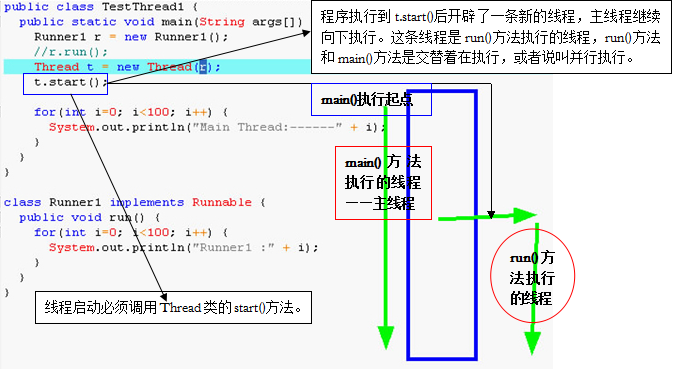 public class TestThread1 {
public static void main(String args[])
Runner1 r = new Runner1();
//r.run();
Thread t = new Thread(r);
t.start();
for(int i=0; i<100; i++) {
System.out.println("Main Thread:------" + i);
}
}
}
class Runner1 implements Runnable {
public void run() {
for(int i=0; i<100; i++) {
System.out.println("Runner1 :" + i);
}
}
}
程序执行到 t.start()后开辟了一条新的线程，主线程继续
向下执行。这条线程是 run()方法执行的线程，run()方法
和 main()方法是交替着在执行，或者说叫并行执行。
main()执行起点
main() 方法
执行的线程
——主线程
run() 方
法执行
的线程
线程启动必须调用 Thread 类的 start()方法。